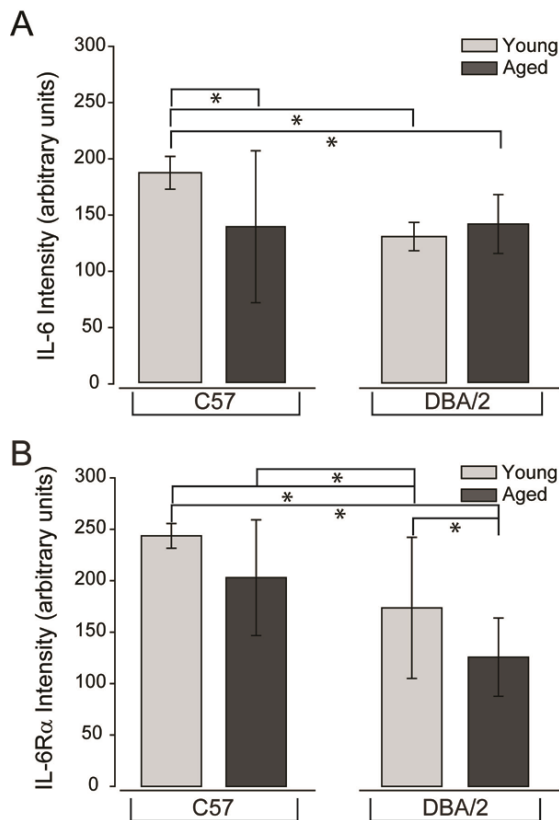 A
IL-6 Intensity (arbitrary units)
300
250
200
150
100
50
0
Young
Aged
*
*
*
C57
DBA/2
B
IL-6Rα Intensity (arbitrary units)
300
250
200
150
100
50
0
Young
Aged
*
*
*
*
C57
DBA/2